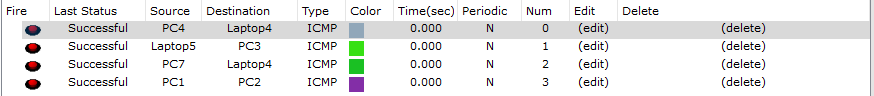 Fire Last Status Source Destination Type Color Time(sec) Periodic Num Edit Delete
Successful PC4 Laptop4 ICMP 0.000 N 0 (edit) (delete)
Successful Laptop5 PC3 ICMP 0.000 N 1 (edit) (delete)
Successful PC7 Laptop4 ICMP 0.000 N 2 (edit) (delete)
Successful PC1 PC2 ICMP 0.000 N 3 (edit) (delete)